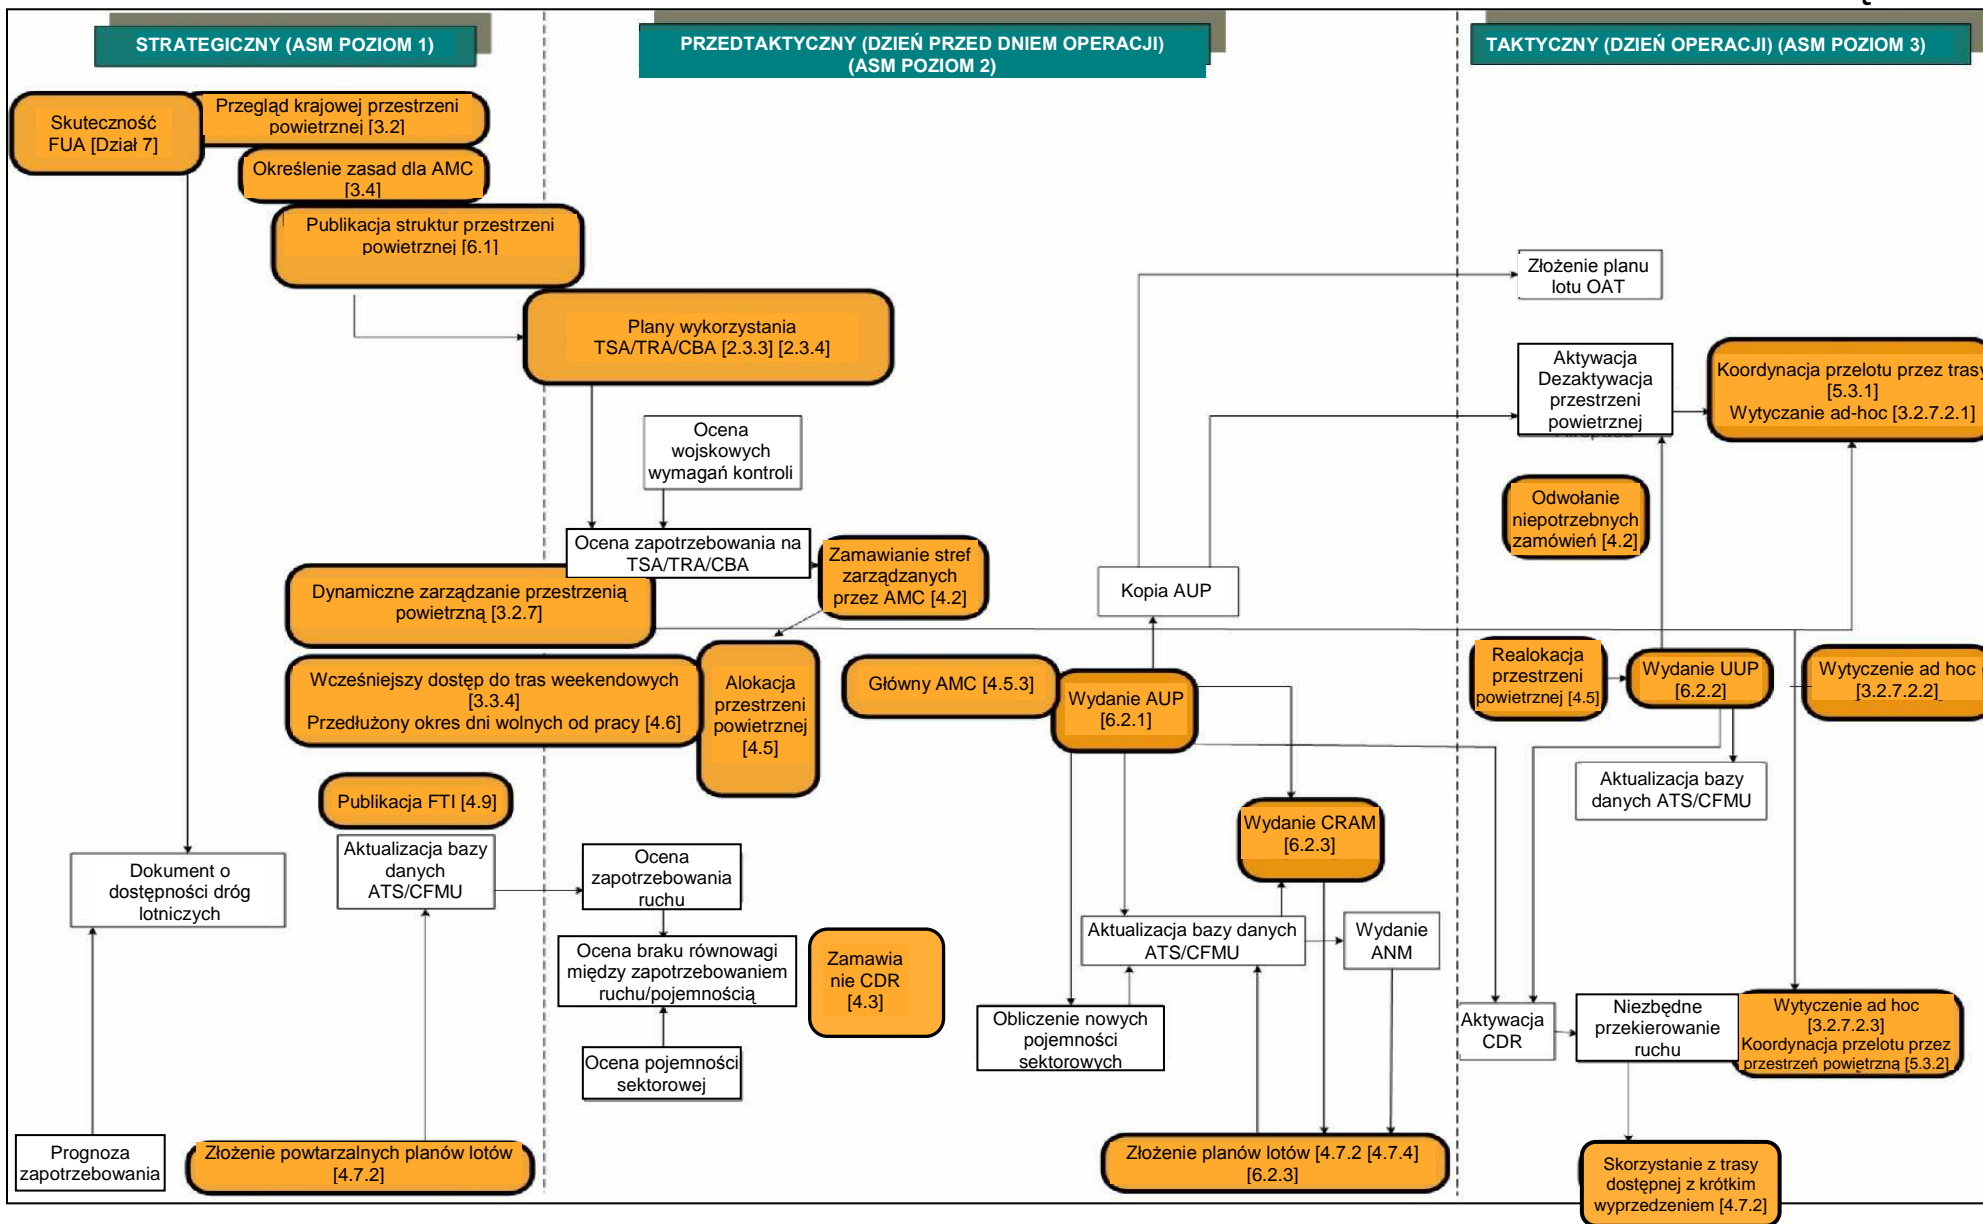 STRATEGICZNY (ASM POZIOM 1)
PRZEDTAKTYCZNY (DZIEŃ PRZED DNIEM OPERACJI)
(ASM POZIOM 2)
TAKTYCZNY (DZIEŃ OPERACJI) (ASM POZIOM 3)
Skuteczność
FUA [Dział 7]
Przegląd krajowej przestrzeni
powietrznej [3.2]
Określenie zasad dla AMC
[3.4]
Publikacja struktur przestrzeni
powietrznej [6.1]
Plany wykorzystania
TSA/TRA/CBA [2.3.3] [2.3.4]
Ocena
wojskowych
wymagań kontroli
Ocena zapotrzebowania na
TSA/TRA/CBA
Zamawianie stref
zarządzanych
przez AMC [4.2]
Dynamiczne zarządzanie przestrzenią
powietrzną [3.2.7]
Wcześniejszy dostęp do tras weekendowych
[3.3.4]
Przedłużony okres dni wolnych od pracy [4.6]
Alokacja
przestrzeni
powietrznej
[4.5]
Publikacja FTI [4.9]
Aktualizacja bazy
danych
ATS/CFMU
Dokument o
dostępności dróg
lotniczych
Prognoza
zapotrzebowania
Złożenie powtarzalnych planów lotów
[4.7.2]
Ocena
zapotrzebowania
ruchu
Ocena braku równowagi
między zapotrzebowaniem
ruchu/pojemnością
Ocena pojemności
sektorowej
Zamawia
nie CDR
[4.3]
Główny AMC [4.5.3]
Wydanie AUP
[6.2.1]
Kopia AUP
Wydanie CRAM
[6.2.3]
Aktualizacja bazy danych
ATS/CFMU
Wydanie
ANM
Obliczenie nowych
pojemności
sektorowych
Złożenie planów lotów [4.7.2 [4.7.4]
[6.2.3]
Złożenie planu
lotu OAT
Aktywacja
Dezaktywacja
przestrzeni
powietrznej
Koordynacja przelotu przez trasy
[5.3.1]
Wytyczanie ad-hoc [3.2.7.2.1]
Odwołanie
niepotrzebnych
zamówień [4.2]
Realokacja
przestrzeni
powietrznej [4.5]
Wydanie UUP
[6.2.2]
Wytyczenie ad hoc
[3.2.7.2.2]
Aktualizacja bazy
danych ATS/CFMU
Aktywacja
CDR
Niezbędne
przekierowanie
ruchu
Wytyczenie ad hoc
[3.2.7.2.3]
Koordynacja przelotu przez
przestrzeń powiętrzną [5.3.2]
Skorzystanie z trasy
dostępnej z krótkim
wyprzedzeniem [4.7.2]